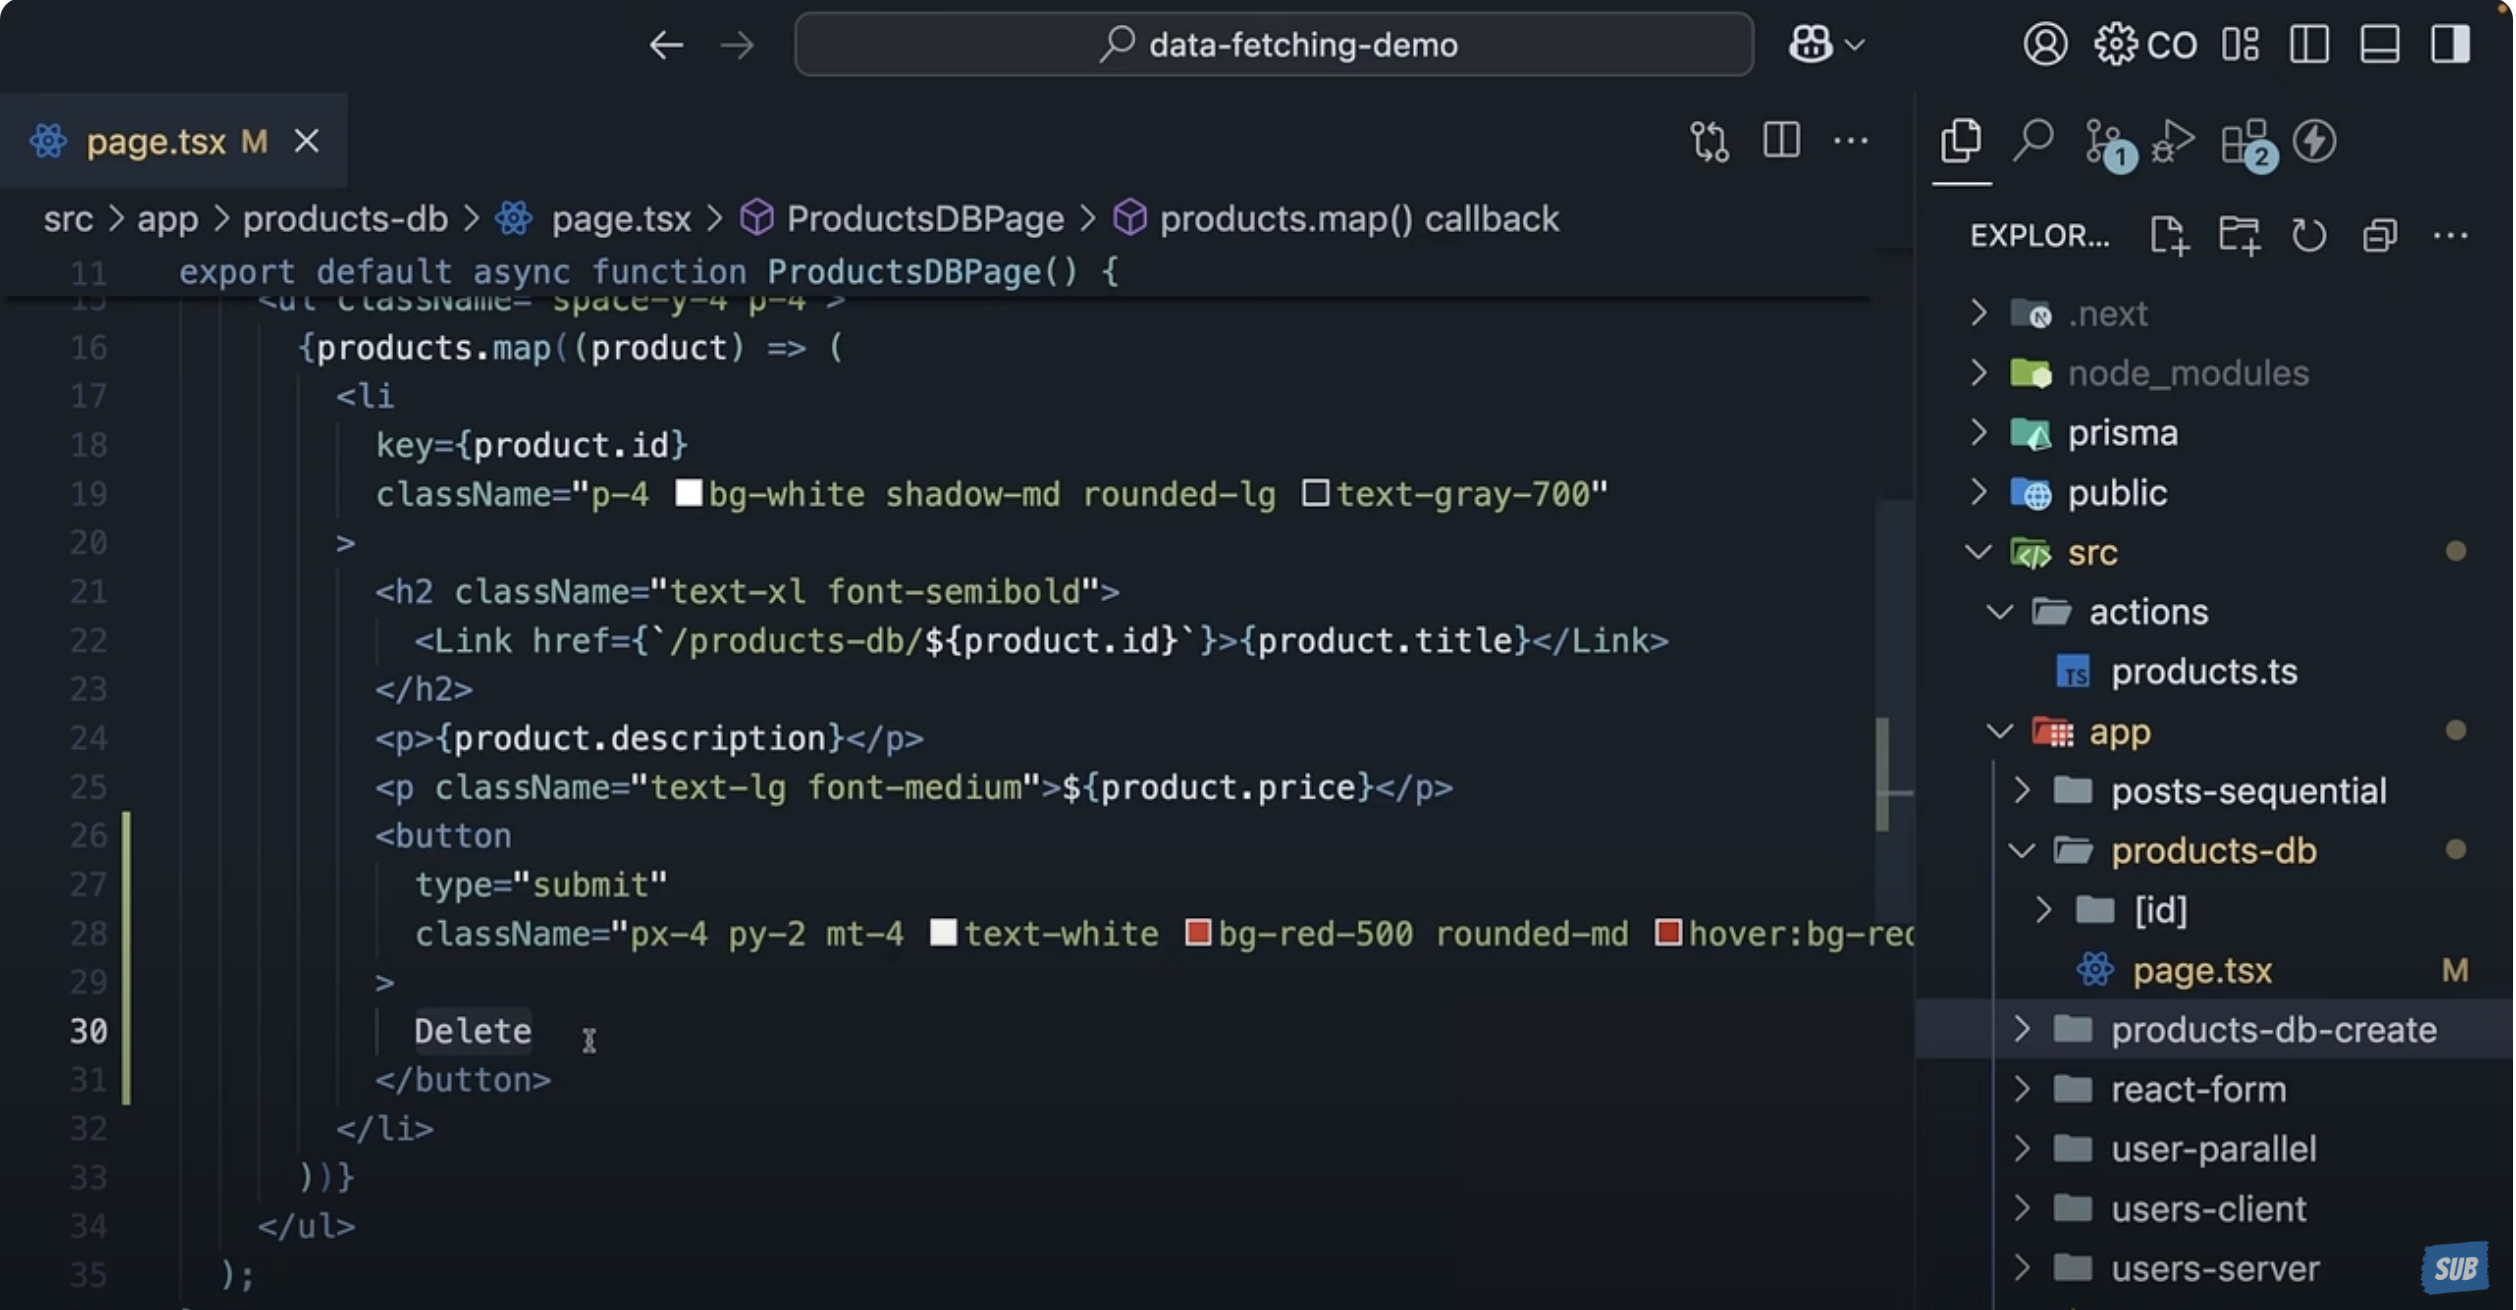 data-fetching-demo
CO
page.tsx M
1
2
src > app > products-db > page.tsx > ProductsDBPage > products.map() callback
EXPLOR...
11 export default async function ProductsDBPage() {
15 <ul className="space-y-4 p-4">
16 {products.map((product) => (
17 <li
18 key={product.id}
19 className="p-4 bg-white shadow-md rounded-lg text-gray-700"
20 >
21 <h2 className="text-xl font-semibold">
22 <Link href={`/products-db/${product.id}`}>{product.title}</Link>
23 </h2>
24 <p>{product.description}</p>
25 <p className="text-lg font-medium">${product.price}</p>
26 <button
27 type="submit"
28 className="px-4 py-2 mt-4 text-white bg-red-500 rounded-md hover:bg-red
29 >
30 Delete
31 </button>
32 </li>
33 ))}
34 </ul>
35 );
.next
node_modules
prisma
public
src
actions
TS products.ts
app
posts-sequential
products-db
[id]
page.tsx M
products-db-create
react-form
user-parallel
users-client
users-server
SUB